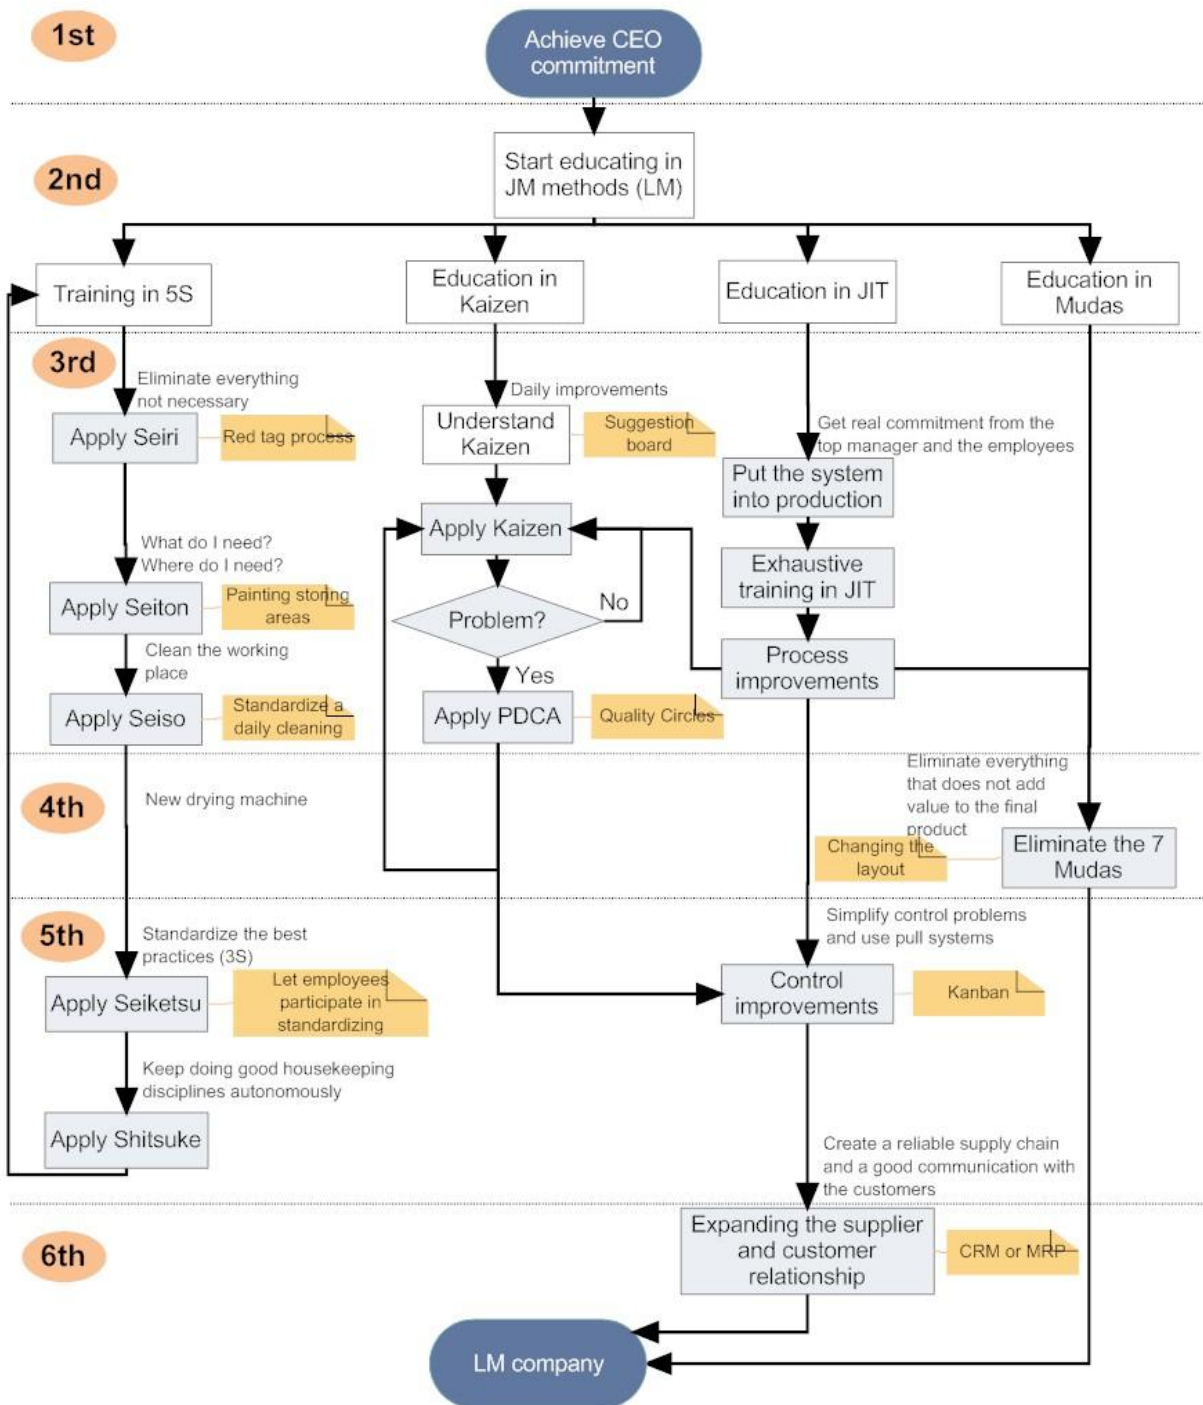 1st
Achieve CEO
commitment
2nd
Start educating in
JM methods (LM)
Training in 5S
Education in
Kaizen
Education in JIT
Education in
Mudas
3rd
Eliminate everything
not necessary
Apply Seiri
Red tag process
Daily improvements
Understand
Kaizen
Suggestion
board
Get real commitment from the
top manager and the employees
Put the system
into production
What do I need?
Where do I need?
Apply Seiton
Painting storing
areas
Apply Kaizen
Exhaustive
training in JIT
Problem?
No
Yes
Clean the working
place
Apply Seiso
Standardize a
daily cleaning
Apply PDCA
Quality Circles
Process
improvements
4th
New drying machine
Eliminate everything
that does not add
value to the final
product
Changing the
layout
Eliminate the 7
Mudas
5th
Standardize the best
practices (3S)
Apply Seiketsu
Let employees
participate in
standardizing
Simplify control problems
and use pull systems
Control
improvements
Kanban
Keep doing good housekeeping
disciplines autonomously
Apply Shitsuke
Create a reliable supply chain
and a good communication with
the customers
6th
Expanding the supplier
and customer
relationship
CRM or MRP
LM company